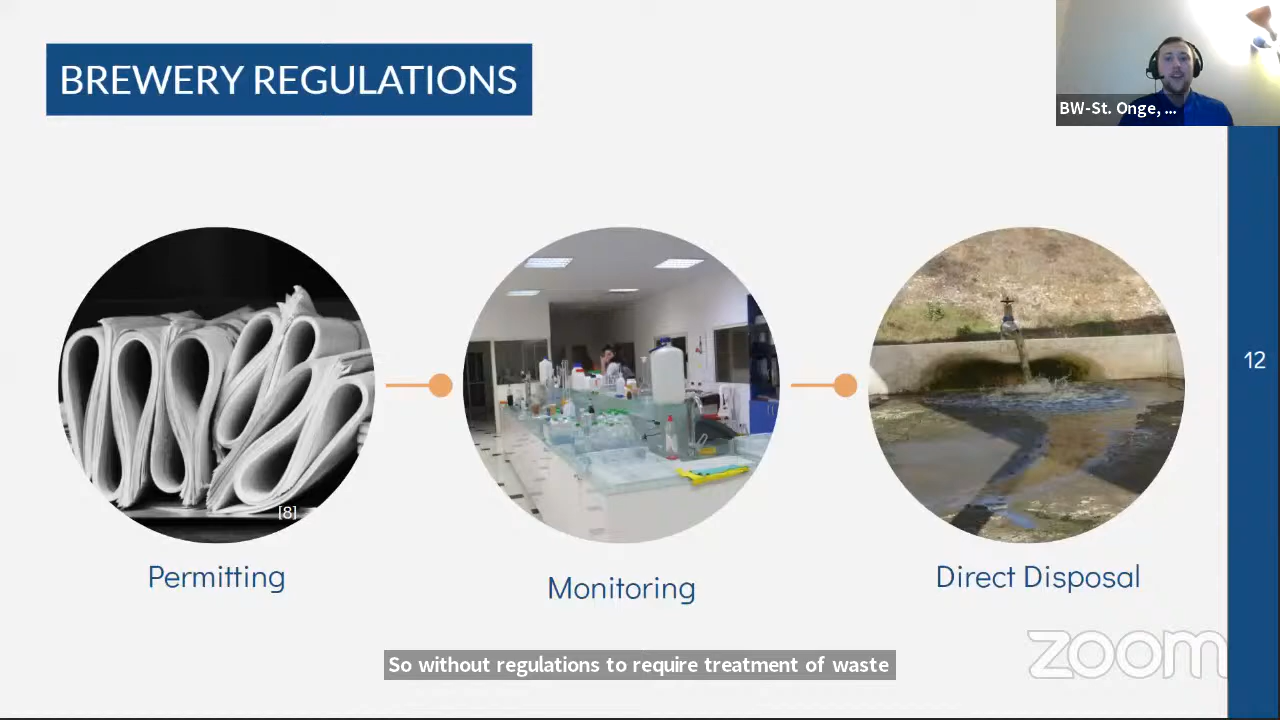 BREWERY REGULATIONS
BW-St. Onge, ...
12
[8]
Permitting
Monitoring
Direct Disposal
zoom
So without regulations to require treatment of waste